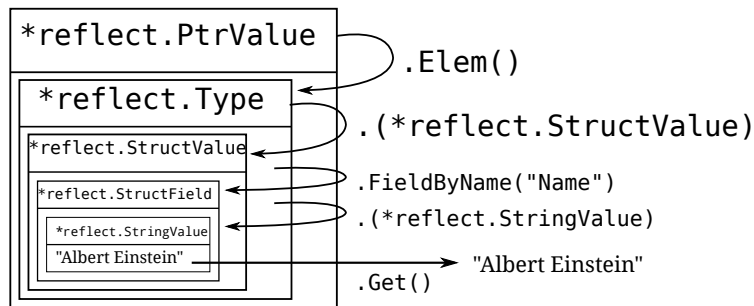 *reflect.PtrValue
.Elem()
*reflect.Type
.(*reflect.StructValue)
*reflect.StructValue
.FieldByName("Name")
*reflect.StructField
.(*reflect.StringValue)
*reflect.StringValue
"Albert Einstein"
"Albert Einstein"
.Get()